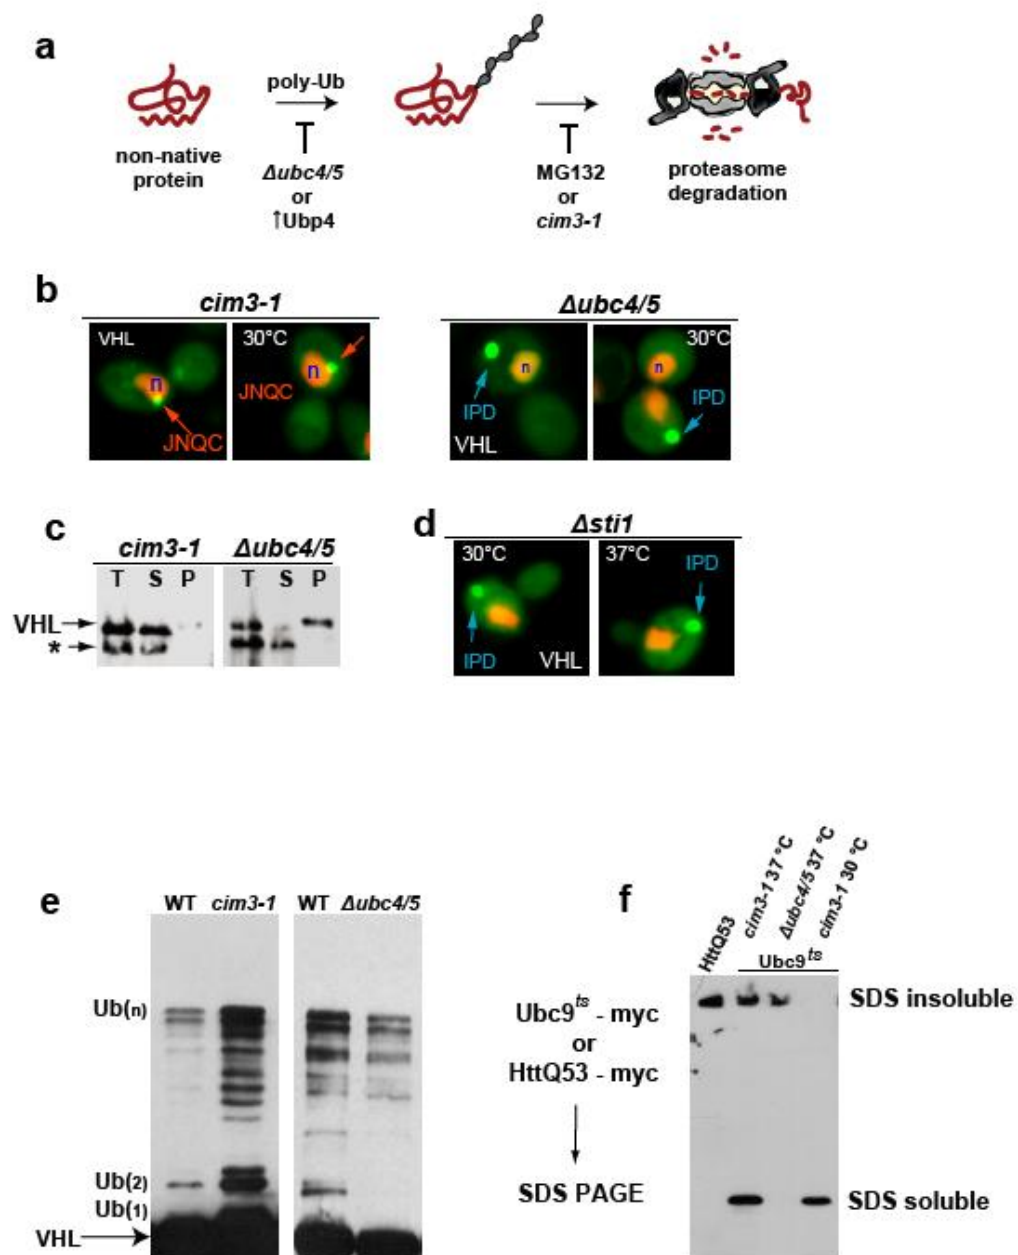 a
poly-Ub
non-native
protein
Δubc4/5
or
↑Ubp4
MG132
or
cim3-1
proteasome
degradation
b
cim3-1
VHL
n
JNQC
30°C
n
JNQC
Δubc4/5
n
IPD
VHL
30°C
n
IPD
c
cim3-1
Δubc4/5
T S P
T S P
VHL
*
d
Δsti1
30°C
IPD
VHL
37°C
IPD
e
WT cim3-1
WT Δubc4/5
Ub(n)
Ub(2)
Ub(1)
VHL
f
HttQ53
cim3-1 37 °C
Δubc4/5 37 °C
cim3-1 30 °C
Ubc9ts
Ubc9ts - myc
or
HttQ53 - myc
SDS PAGE
SDS insoluble
SDS soluble